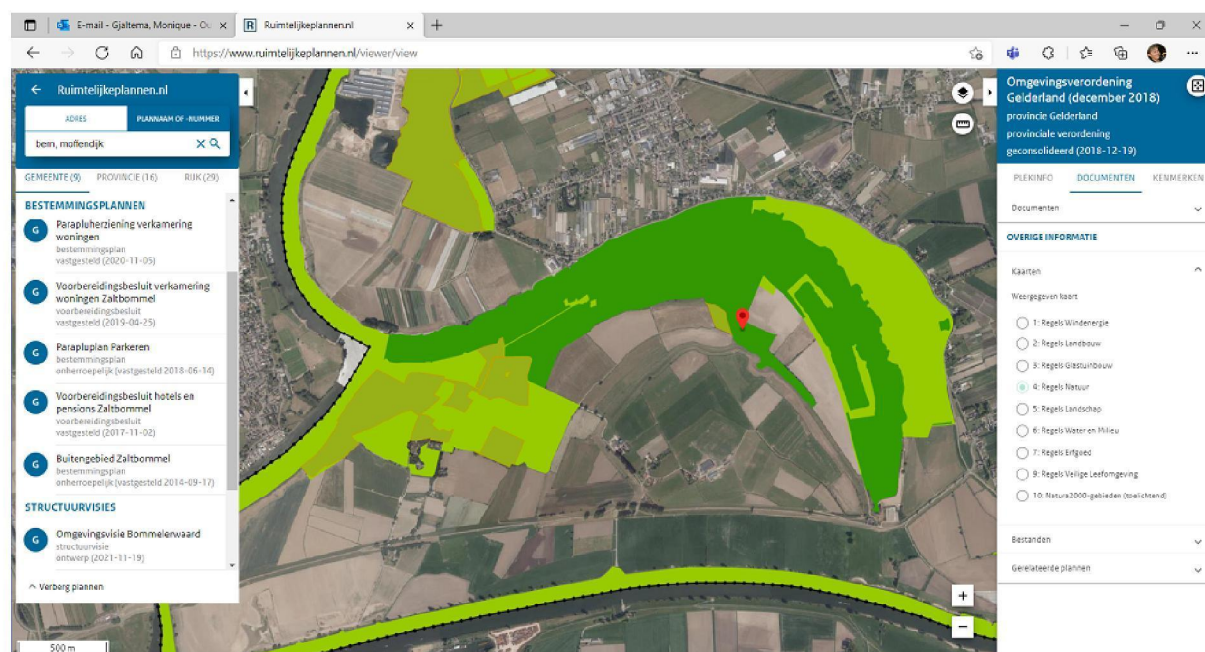 E-mail - Gjaltema, Monique - Ou
Ruimtelijkeplannen.nl
https://www.ruimtelijkeplannen.nl/viewer/view
Ruimtelijkeplannen.nl
ADRES
PLANNAAM OF -NUMMER
bern, moffendijk
GEMEENTE (9)
PROVINCIE (16)
RIJK (29)
BESTEMMINGSPLANNEN
G
Parapluherziening verkamering
woningen
bestemmingsplan
vastgesteld (2020-11-05)
G
Voorbereidingsbesluit verkamering
woningen Zaltbommel
voorbereidingsbesluit
vastgesteld (2019-04-25)
G
Parapluplan Parkeren
bestemmingsplan
onherroepelijk (vastgesteld 2018-06-14)
G
Voorbereidingsbesluit hotels en
pensions Zaltbommel
voorbereidingsbesluit
vastgesteld (2017-11-02)
G
Buitengebied Zaltbommel
bestemmingsplan
onherroepelijk (vastgesteld 2014-09-17)
STRUCTUURVISIES
G
Omgevingsvisie Bommelerwaard
structuurvisie
ontwerp (2021-11-19)
Verberg plannen
500 m
Omgevingsverordening
Gelderland (december 2018)
provincie Gelderland
provinciale verordening
geconsolideerd (2018-12-19)
PLEKINFO
DOCUMENTEN
KENMERKEN
Documenten
OVERIGE INFORMATIE
Kaarten
Weergegeven kaart
1: Regels Windenergie
2: Regels Landbouw
3: Regels Glastuinbouw
4: Regels Natuur
5: Regels Landschap
6: Regels Water en Milieu
7: Regels Erfgoed
9: Regels Veilige Leefomgeving
10: Natura2000-gebieden (toelichtend)
Bestanden
Gerelateerde plannen